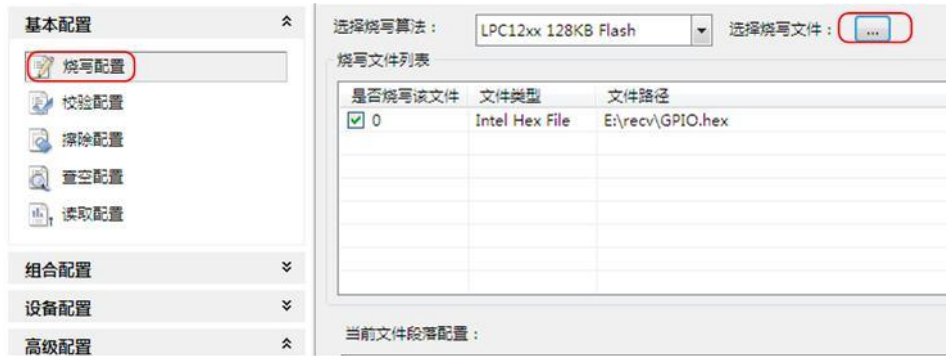 基本配置
烧写配置
校验配置
擦除配置
查空配置
读取配置
组合配置
设备配置
高级配置
选择烧写算法： LPC12xx 128KB Flash 选择烧写文件： ...
烧写文件列表
是否烧写该文件 文件类型 文件路径
0 Intel Hex File E:\recv\GPIO.hex
当前文件段落配置：